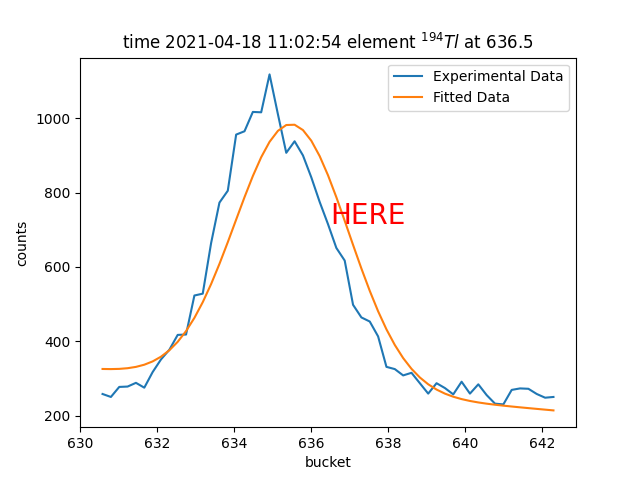 time 2021-04-18 11:02:54 element ¹⁹⁴Tl at 636.5
Experimental Data
Fitted Data
HERE
counts
1000
800
600
400
200
630
632
634
636
638
640
642
bucket